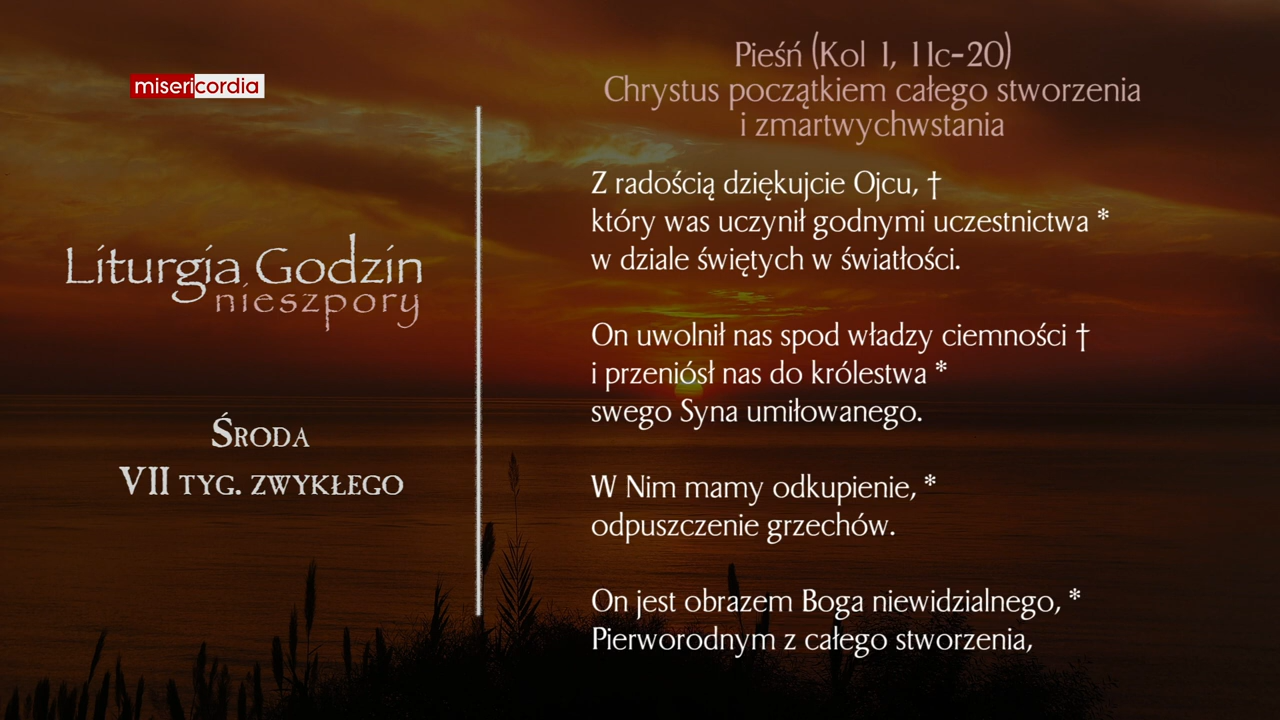 misericordia
Liturgia Godzin
nieszpory
Środa
VII tyg. zwykłego
Pieśń (Kol 1, 11c-20)
Chrystus początkiem całego stworzenia
i zmartwychwstania
Z radością dziękujcie Ojcu, †
który was uczynił godnymi uczestnictwa *
w dziale świętych w światłości.
On uwolnił nas spod władzy ciemności †
i przeniósł nas do królestwa *
swego Syna umiłowanego.
W Nim mamy odkupienie, *
odpuszczenie grzechów.
On jest obrazem Boga niewidzialnego, *
Pierworodnym z całego stworzenia,